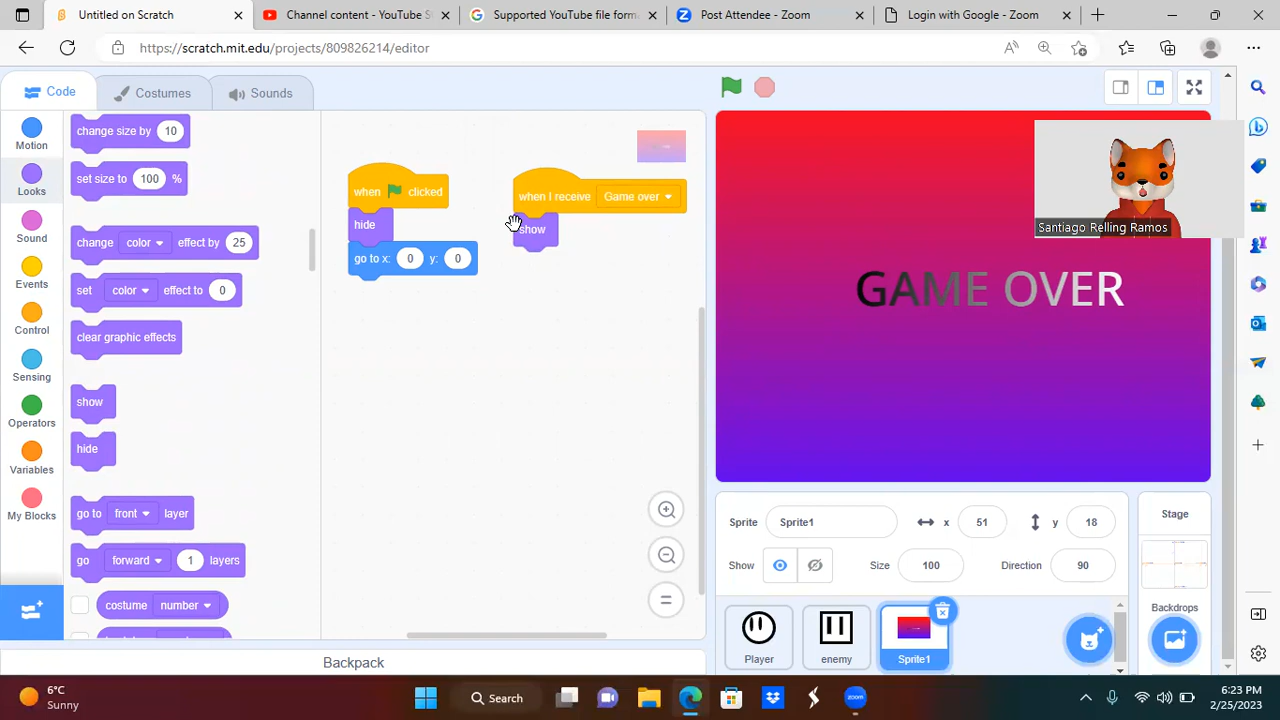 Untitled on Scratch
Channel content - YouTube S
Supported YouTube file form
Post Attendee - Zoom
Login with Google - Zoom
https://scratch.mit.edu/projects/809826214/editor
Code
Costumes
Sounds
Motion
Looks
Sound
Events
Control
Sensing
Operators
Variables
My Blocks
change size by 10
set size to 100 %
change color effect by 25
set color effect to 0
clear graphic effects
show
hide
go to front layer
go forward 1 layers
costume number
when clicked
hide
go to x: 0 y: 0
when I receive Game over
show
Santiago Relling Ramos
GAME OVER
Sprite Sprite1 x 51 y 18
Show Size 100 Direction 90
Stage
Backdrops
Player
enemy
Sprite1
Backpack
6°C
Sunny
Search
6:23 PM
2/25/2023